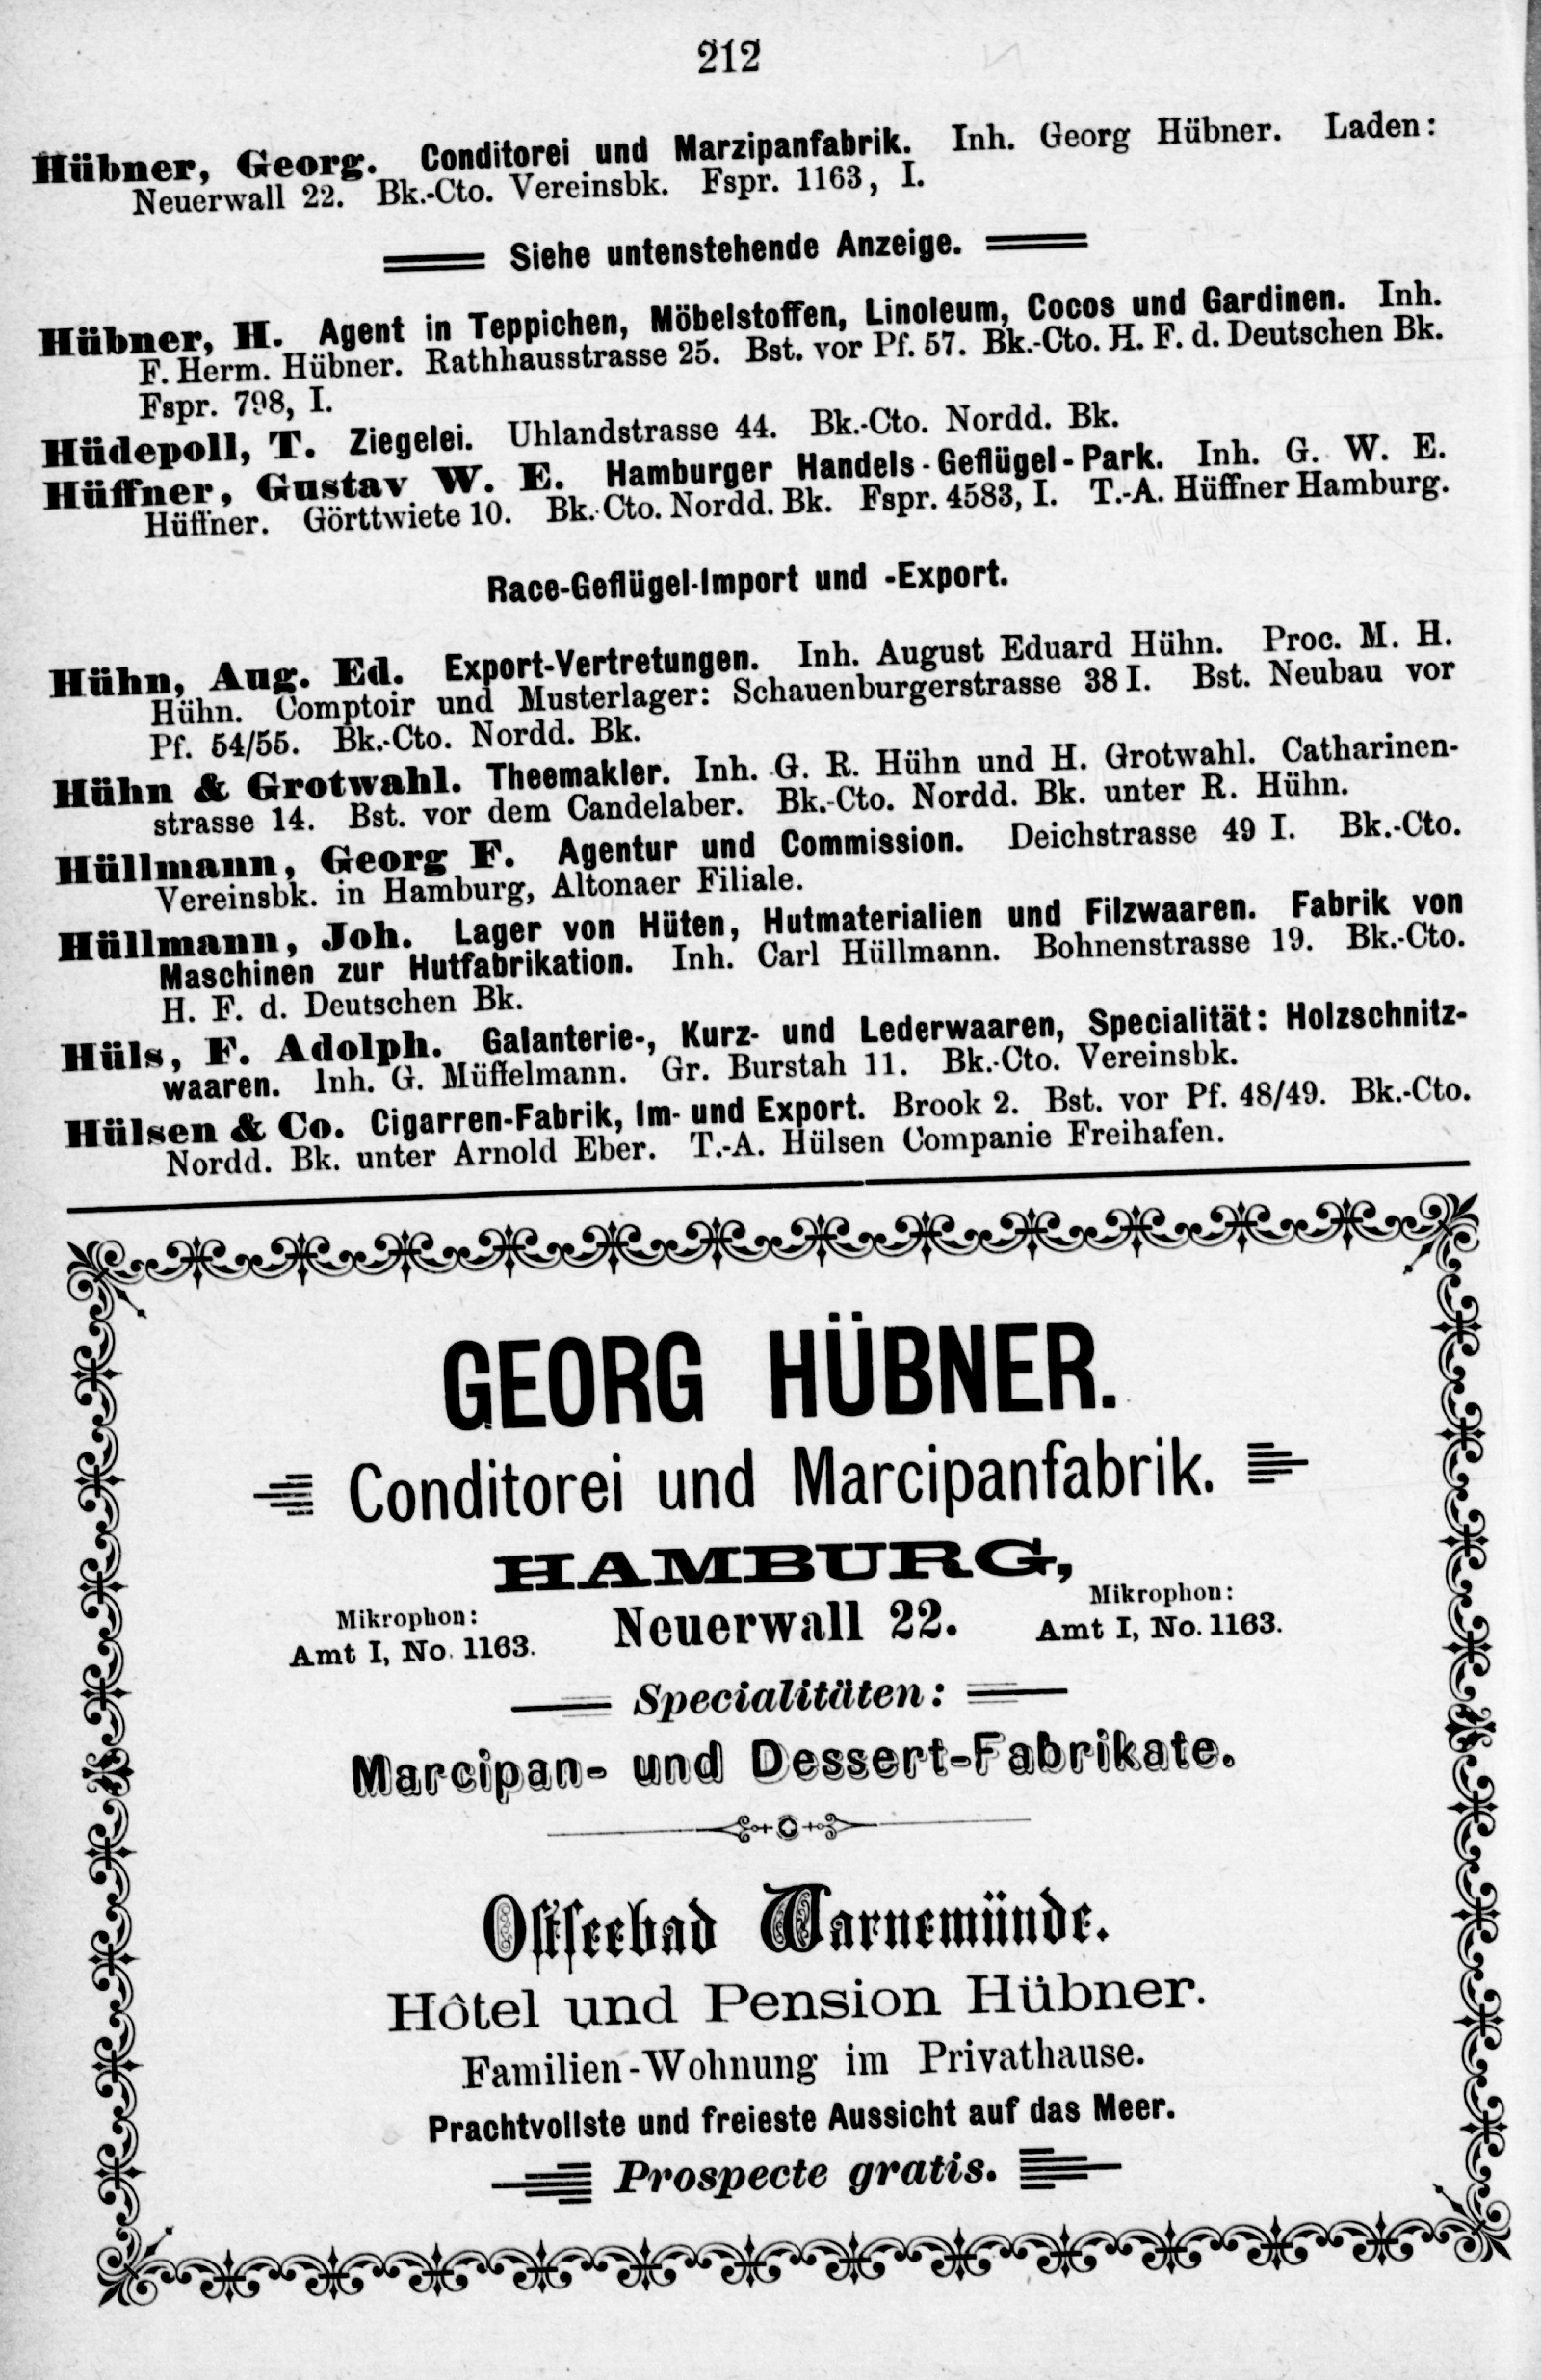 212
Hübner, Georg. Conditorei und Marzipanfabrik. Inh. Georg Hübner. Laden:
Neuerwall 22. Bk.-Cto. Vereinsbk. Fspr. 1163, I.
Siehe untenstehende Anzeige.
Hübner, H. Agent in Teppichen, Möbelstoffen, Linoleum, Cocos und Gardinen. Inh.
F. Herm. Hübner. Rathhausstrasse 25. Bst. vor Pf. 57. Bk.-Cto. H. F. d. Deutschen Bk.
Fspr. 798, I.
Hüdepoll, T. Ziegelei. Uhlandstrasse 44. Bk.-Cto. Nordd. Bk.
Hüffner, Gustav W. E. Hamburger Handels-Geflügel-Park. Inh. G. W. E.
Hüffner. Görttwiete 10. Bk.-Cto. Nordd. Bk. Fspr. 4583, I. T.-A. Hüffner Hamburg.
Race-Geflügel-Import und -Export.
Hühn, Aug. Ed. Export-Vertretungen. Inh. August Eduard Hühn. Proc. M. H.
Hühn. Comptoir und Musterlager: Schauenburgerstrasse 38 I. Bst. Neubau vor
Pf. 54/55. Bk.-Cto. Nordd. Bk.
Hühn & Grotwahl. Theemakler. Inh. G. R. Hühn und H. Grotwahl. Catharinen-
strasse 14. Bst. vor dem Candelaber. Bk.-Cto. Nordd. Bk. unter R. Hühn.
Hüllmann, Georg F. Agentur und Commission. Deichstrasse 49 I. Bk.-Cto.
Vereinsbk. in Hamburg, Altonaer Filiale.
Hüllmann, Joh. Lager von Hüten, Hutmaterialien und Filzwaaren. Fabrik von
Maschinen zur Hutfabrikation. Inh. Carl Hüllmann. Bohnenstrasse 19. Bk.-Cto.
H. F. d. Deutschen Bk.
Hüls, F. Adolph. Galanterie-, Kurz- und Lederwaaren, Specialität: Holzschnitz-
waaren. Inh. G. Müffelmann. Gr. Burstah 11. Bk.-Cto. Vereinsbk.
Hülsen & Co. Cigarren-Fabrik, Im- und Export. Brook 2. Bst. vor Pf. 48/49. Bk.-Cto.
Nordd. Bk. unter Arnold Eber. T.-A. Hülsen Companie Freihafen.
GEORG HÜBNER.
Conditorei und Marcipanfabrik.
HAMBURG,
Mikrophon: Mikrophon:
Amt I, No. 1163. Neuerwall 22. Amt I, No. 1163.
Specialitäten:
Marcipan- und Dessert-Fabrikate.
Ostseebad Warnemünde.
Hôtel und Pension Hübner.
Familien-Wohnung im Privathause.
Prachtvollste und freieste Aussicht auf das Meer.
Prospecte gratis.